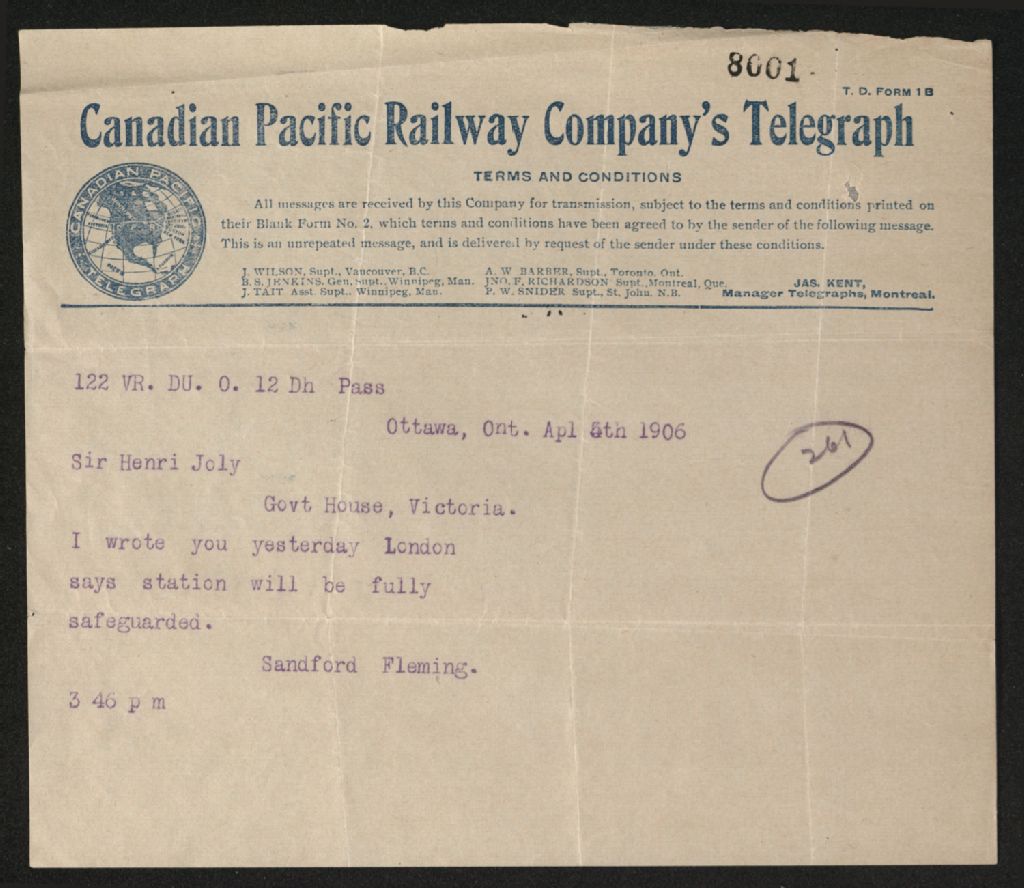 8001
T. D. FORM 1 B
Canadian Pacific Railway Company's Telegraph
CANADIAN PACIFIC
TELEGRAPH
TERMS AND CONDITIONS
All messages are received by this Company for transmission, subject to the terms and conditions printed on
their Blank Form No. 2, which terms and conditions have been agreed to by the sender of the following message.
This is an unrepeated message, and is delivered by request of the sender under these conditions.
J. WILSON, Supt., Vancouver, B.C.
B. S. JENKINS, Gen. Supt., Winnipeg, Man.
J. TAIT Asst. Supt., Winnipeg, Man.
A. W BARBER, Supt., Toronto, Ont.
JNO. F. RICHARDSON Supt., Montreal, Que.
P. W. SNIDER Supt., St. John, N.B.
JAS. KENT,
Manager Telegraphs, Montreal.
122 VR. DU. O. 12 Dh Pass
Ottawa, Ont. Apl 5th 1906
261
Sir Henri Joly
Govt House, Victoria.
I wrote you yesterday London
says station will be fully
safeguarded.
Sandford Fleming.
3 46 p m